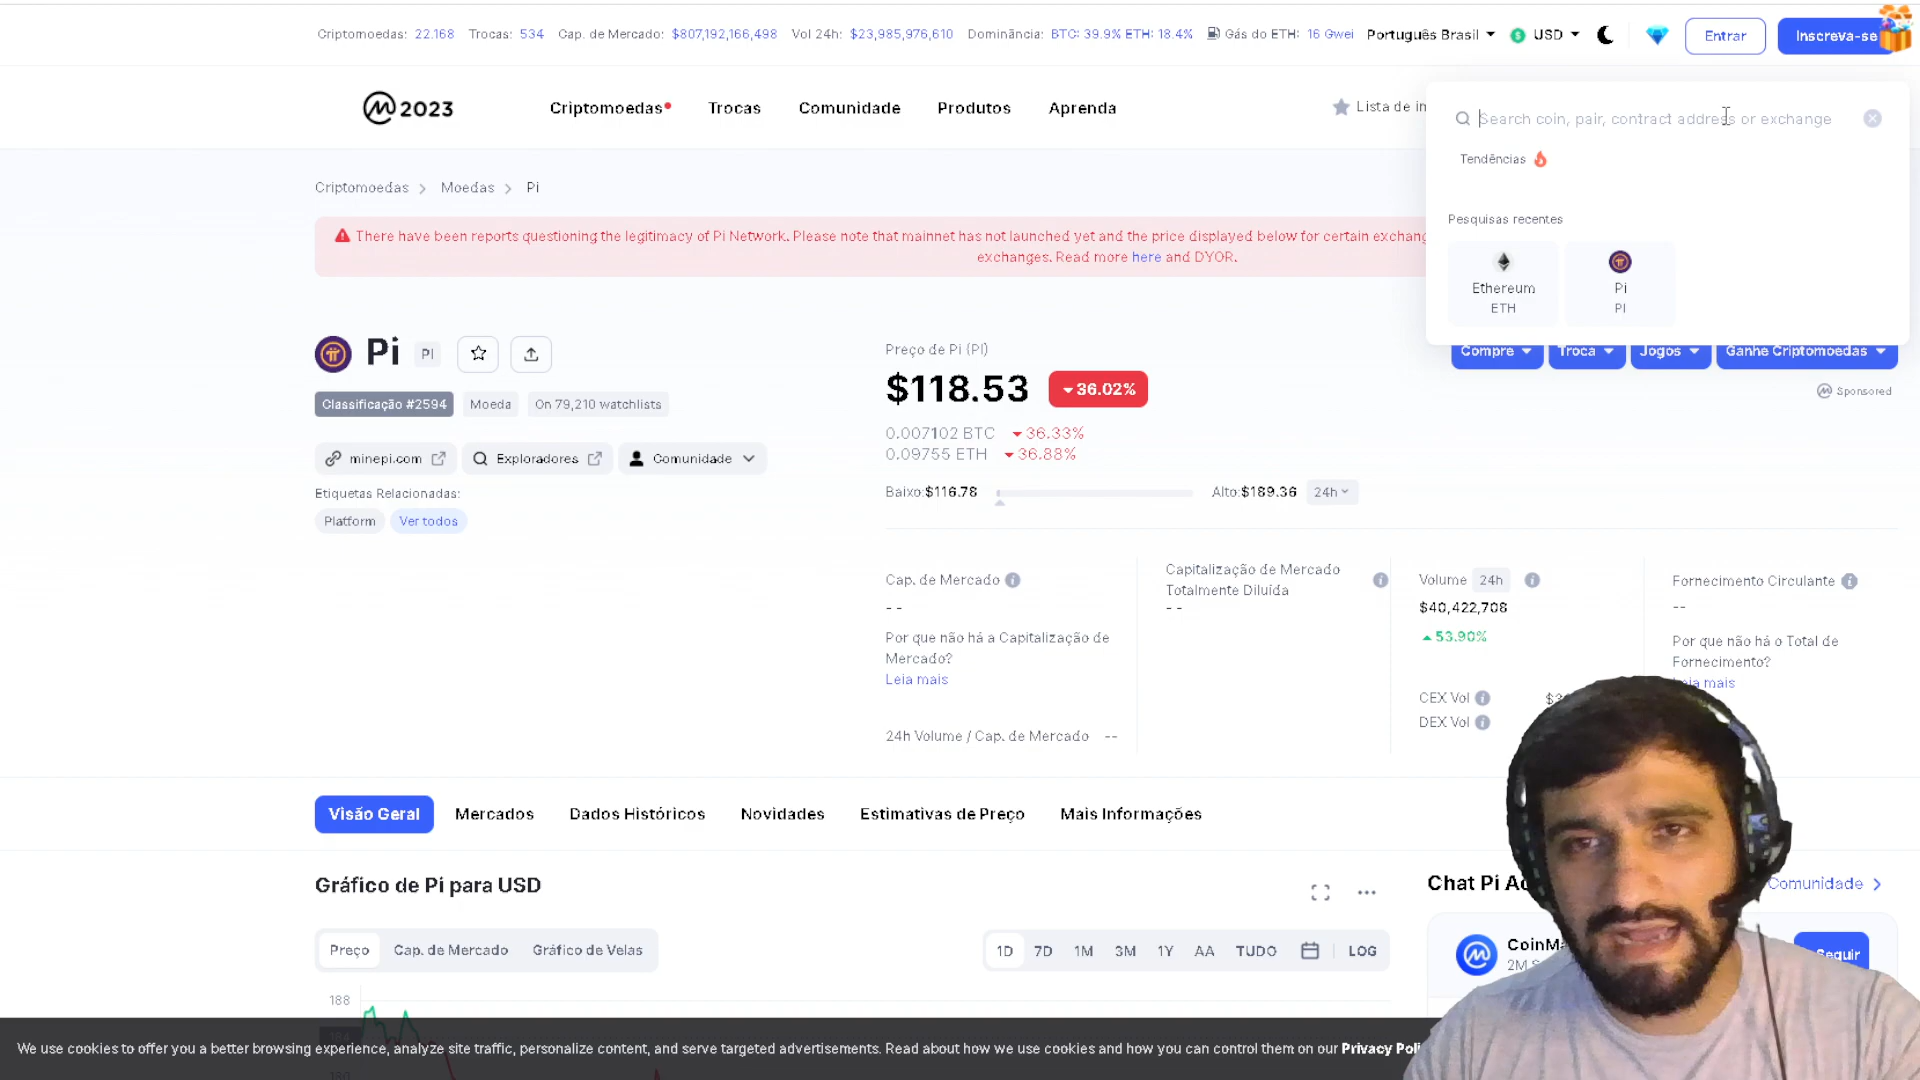 Criptomoedas: 22.168 Trocas: 534 Cap. de Mercado: $807,192,166,498 Vol 24h: $23,985,976,610 Dominância: BTC: 39.9% ETH: 18.4% Gás do ETH: 16 Gwei Português Brasil USD Entrar Inscreva-se
2023 Criptomoedas Trocas Comunidade Produtos Aprenda Lista de in
Search coin, pair, contract address or exchange
Tendências
Pesquisas recentes
Ethereum
ETH
Pi
PI
Criptomoedas Moedas Pi
There have been reports questioning the legitimacy of Pi Network. Please note that mainnet has not launched yet and the price displayed below for certain exchang
exchanges. Read more here and DYOR.
Pi PI
Classificação #2594 Moeda On 79,210 watchlists
minepi.com Exploradores Comunidade
Etiquetas Relacionadas:
Platform Ver todos
Preço de Pi (PI)
$118.53 36.02%
0.007102 BTC 36.33%
0.09755 ETH 36.88%
Baixo:$116.78 Alto:$189.36 24h
Compre Troca Jogos Ganhe Criptomoedas
Sponsored
Cap. de Mercado
- -
Por que não há a Capitalização de
Mercado?
Leia mais
24h Volume / Cap. de Mercado --
Capitalização de Mercado
Totalmente Diluída
- -
Volume 24h
$40,422,708
53.90%
CEX Vol
DEX Vol
Fornecimento Circulante
--
Por que não há o Total de
Fornecimento?
Leia mais
Visão Geral Mercados Dados Históricos Novidades Estimativas de Preço Mais Informações
Gráfico de Pi para USD
Preço Cap. de Mercado Gráfico de Velas
1D 7D 1M 3M 1Y AA TUDO LOG
188
Chat Pi Comunidade
CoinMa
2M
Seguir
We use cookies to offer you a better browsing experience, analyze site traffic, personalize content, and serve targeted advertisements. Read about how we use cookies and how you can control them on our Privacy Poli